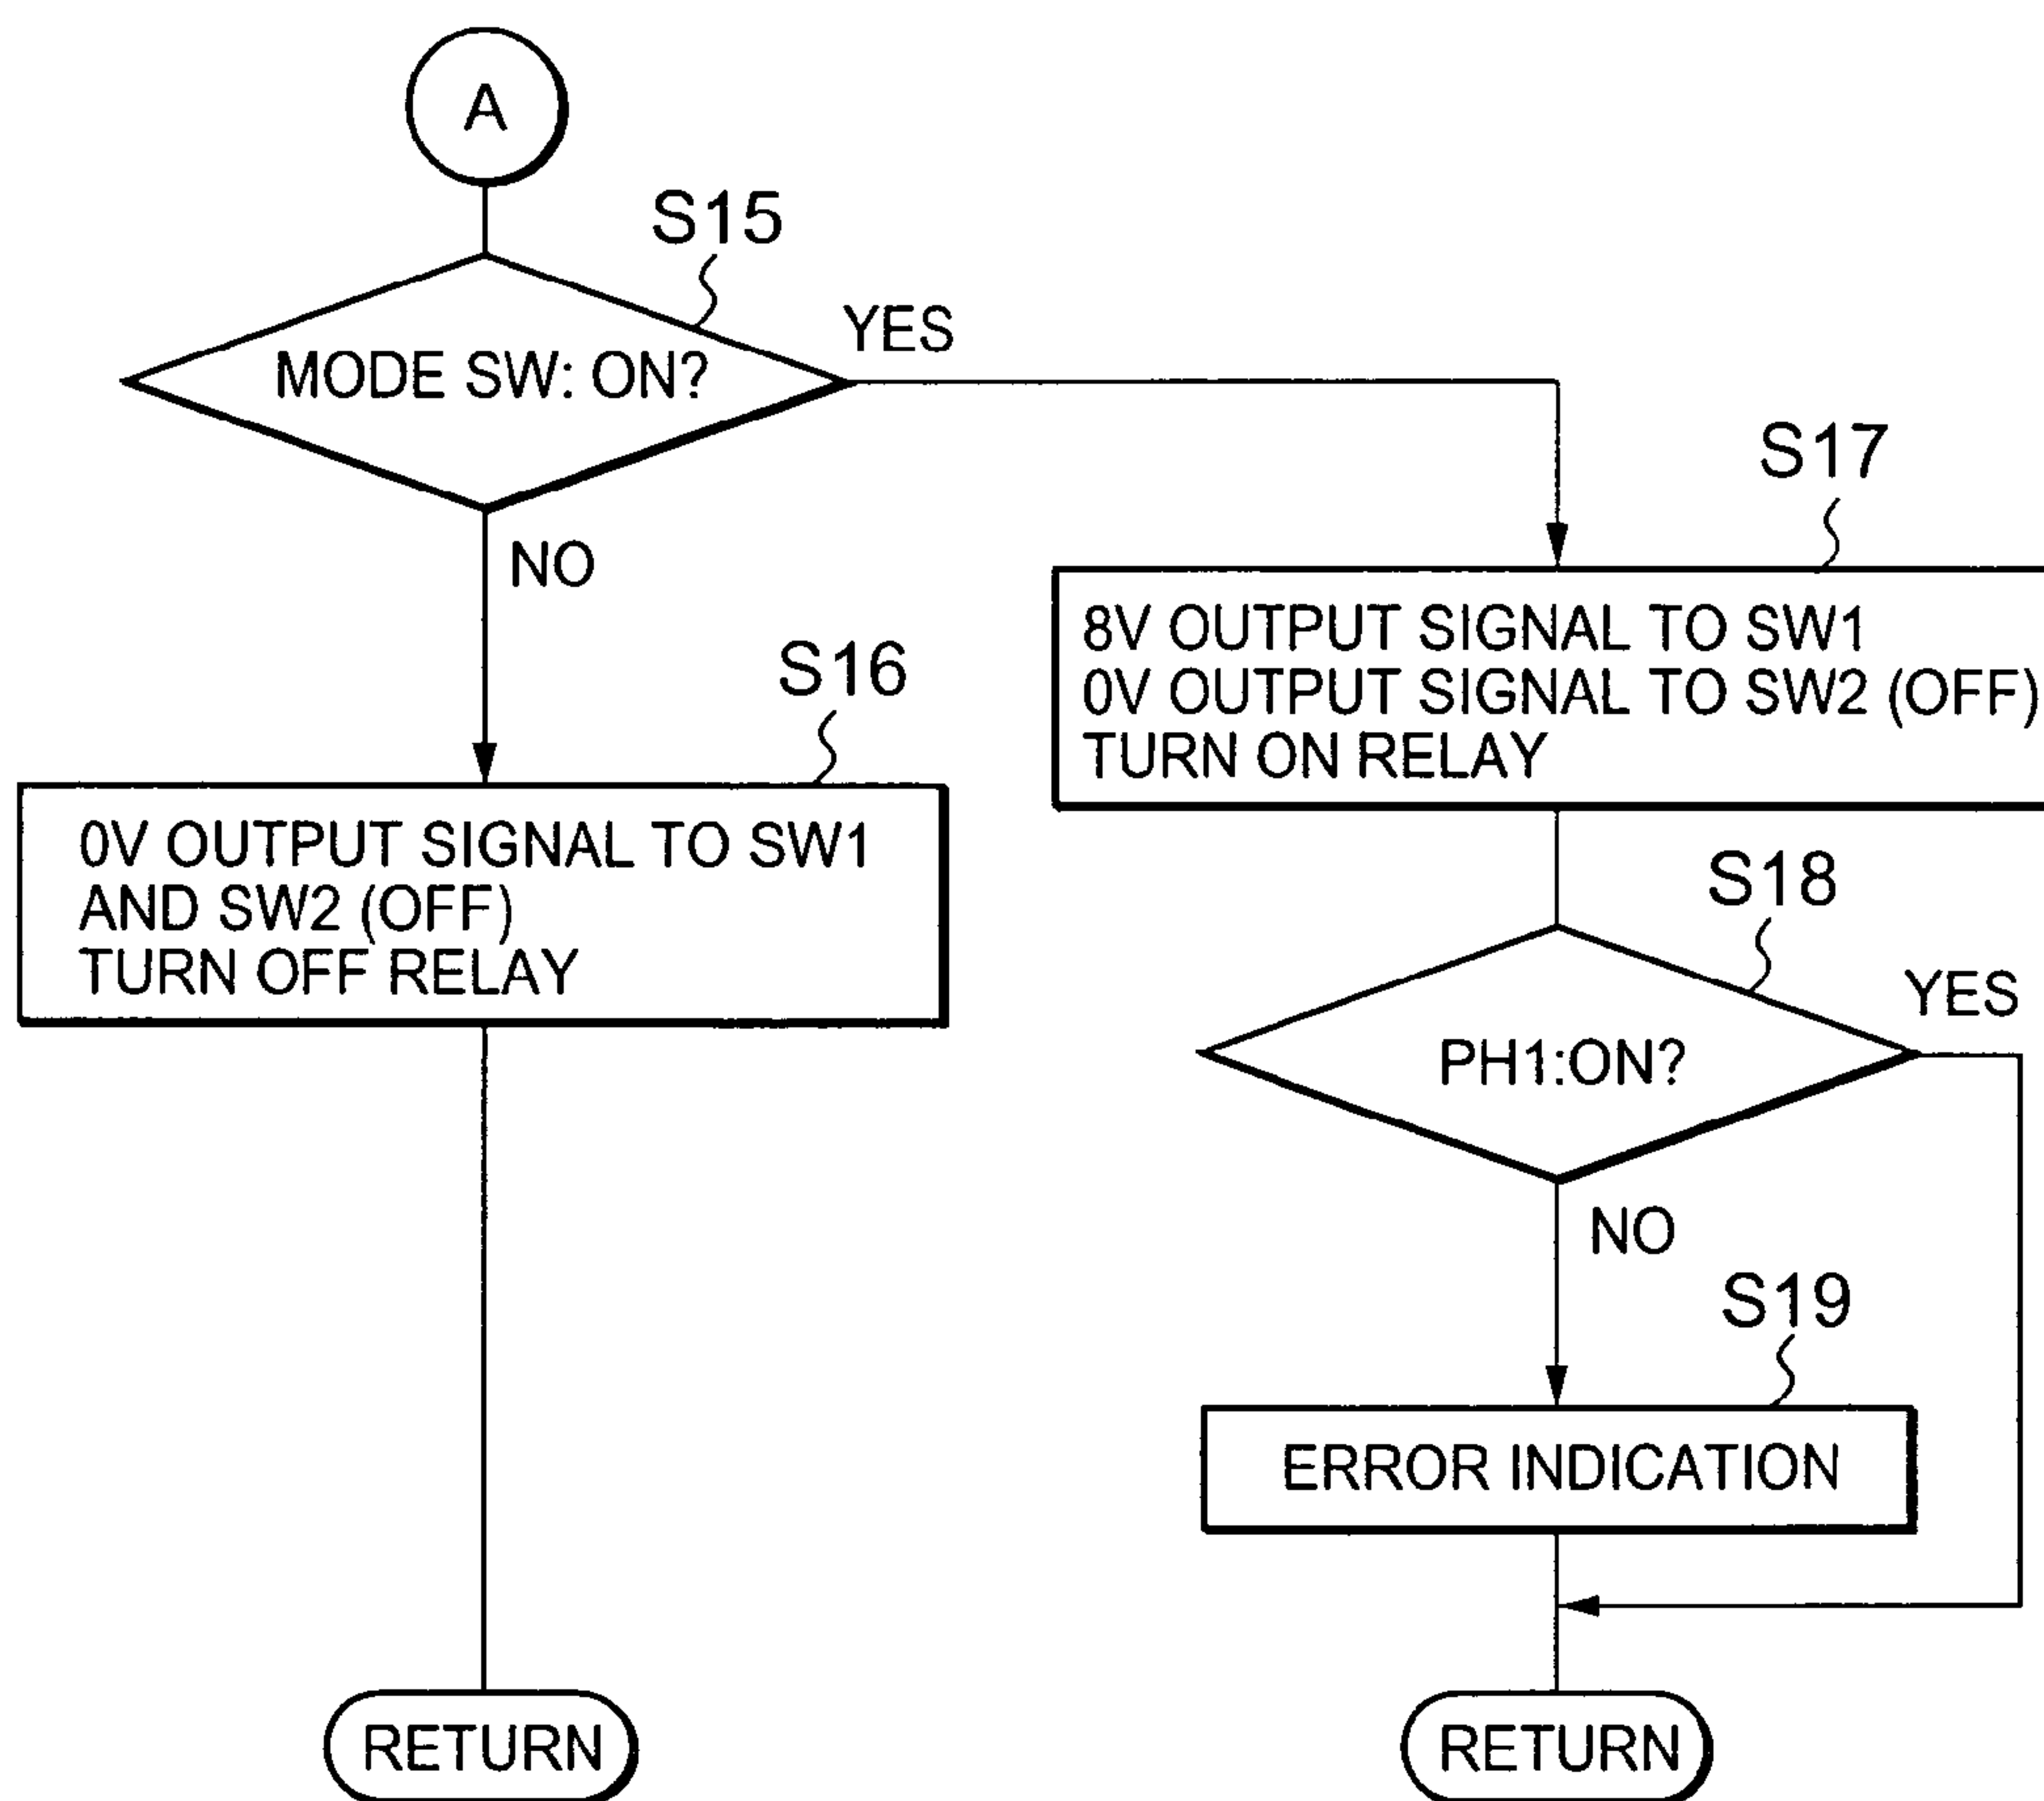 A
S15
MODE SW: ON?
YES
NO
S16
0V OUTPUT SIGNAL TO SW1
AND SW2 (OFF)
TURN OFF RELAY
RETURN
S17
8V OUTPUT SIGNAL TO SW1
0V OUTPUT SIGNAL TO SW2 (OFF)
TURN ON RELAY
S18
PH1:ON?
YES
NO
S19
ERROR INDICATION
RETURN